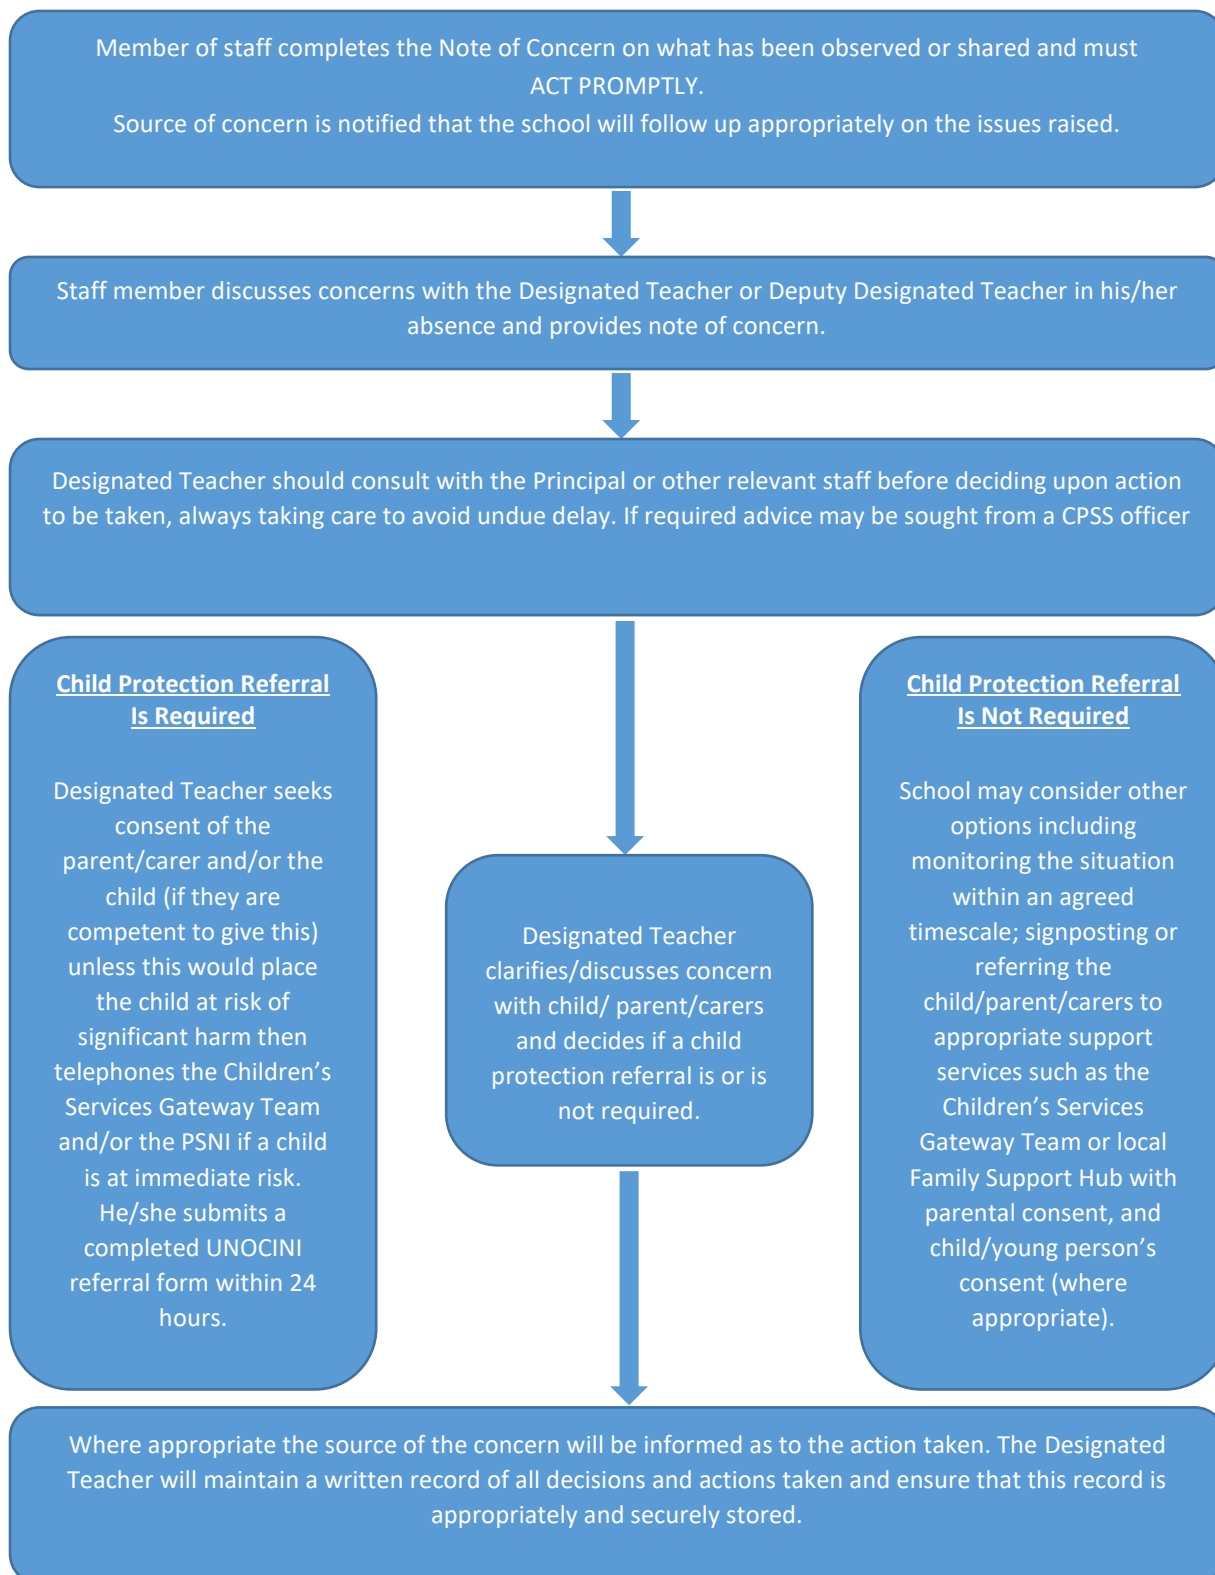 Member of staff completes the Note of Concern on what has been observed or shared and must
ACT PROMPTLY.
Source of concern is notified that the school will follow up appropriately on the issues raised.
Staff member discusses concerns with the Designated Teacher or Deputy Designated Teacher in his/her
absence and provides note of concern.
Designated Teacher should consult with the Principal or other relevant staff before deciding upon action
to be taken, always taking care to avoid undue delay. If required advice may be sought from a CPSS officer
Child Protection Referral
Is Required
Designated Teacher seeks
consent of the
parent/carer and/or the
child (if they are
competent to give this)
unless this would place
the child at risk of
significant harm then
telephones the Children’s
Services Gateway Team
and/or the PSNI if a child
is at immediate risk.
He/she submits a
completed UNOCINI
referral form within 24
hours.
Designated Teacher
clarifies/discusses concern
with child/ parent/carers
and decides if a child
protection referral is or is
not required.
Child Protection Referral
Is Not Required
School may consider other
options including
monitoring the situation
within an agreed
timescale; signposting or
referring the
child/parent/carers to
appropriate support
services such as the
Children’s Services
Gateway Team or local
Family Support Hub with
parental consent, and
child/young person’s
consent (where
appropriate).
Where appropriate the source of the concern will be informed as to the action taken. The Designated
Teacher will maintain a written record of all decisions and actions taken and ensure that this record is
appropriately and securely stored.